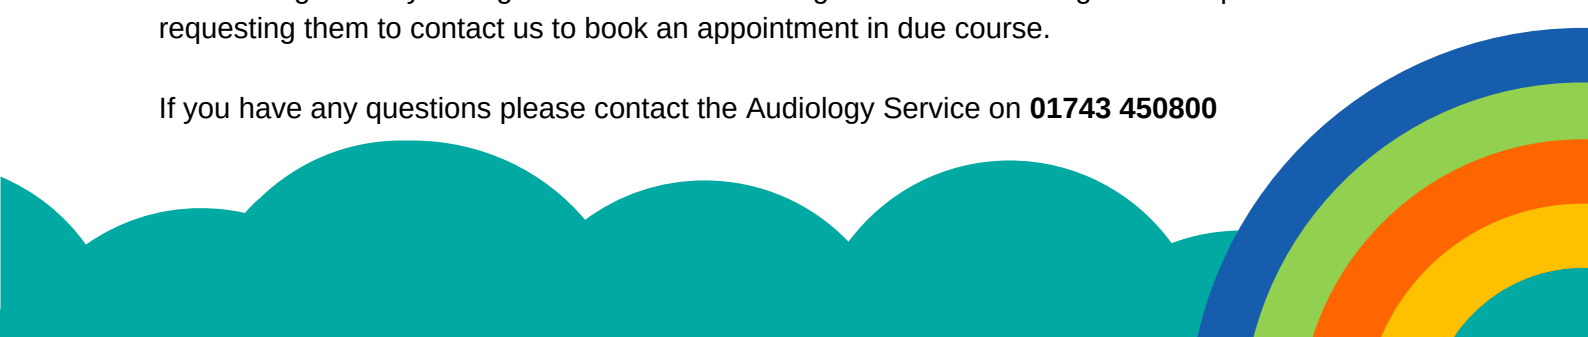 requesting them to contact us to book an appointment in due course.
If you have any questions please contact the Audiology Service on 01743 450800